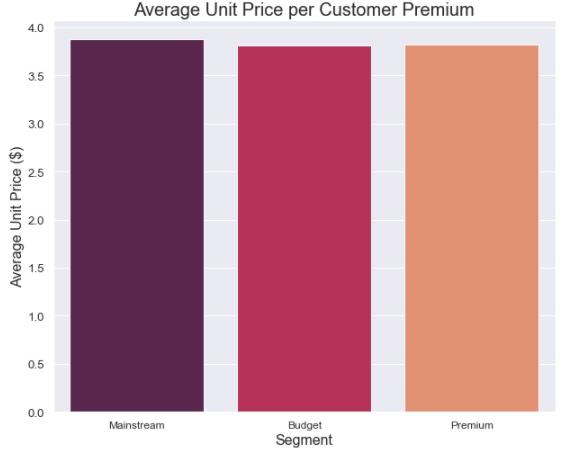 Average Unit Price per Customer Premium
4.0
3.5
3.0
2.5
2.0
1.5
1.0
0.5
0.0
Average Unit Price ($)
Mainstream Budget Premium
Segment